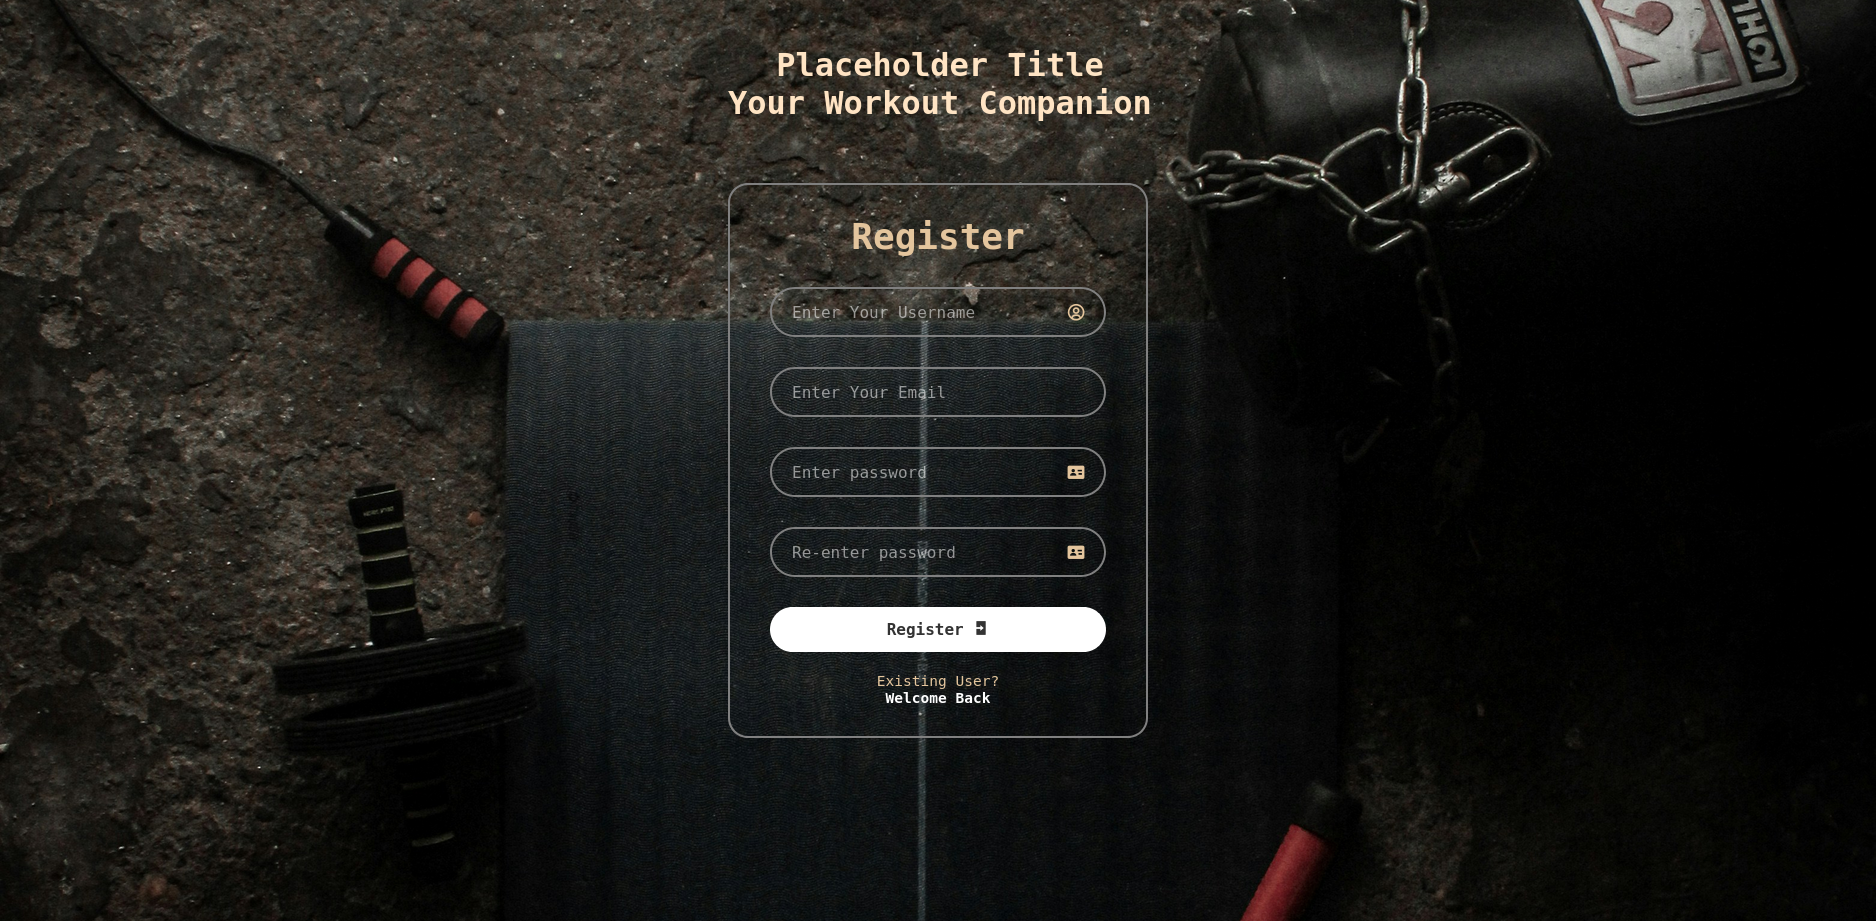 Placeholder Title
Your Workout Companion
Register
Enter Your Username
Enter Your Email
Enter password
Re-enter password
Register
Existing User?
Welcome Back